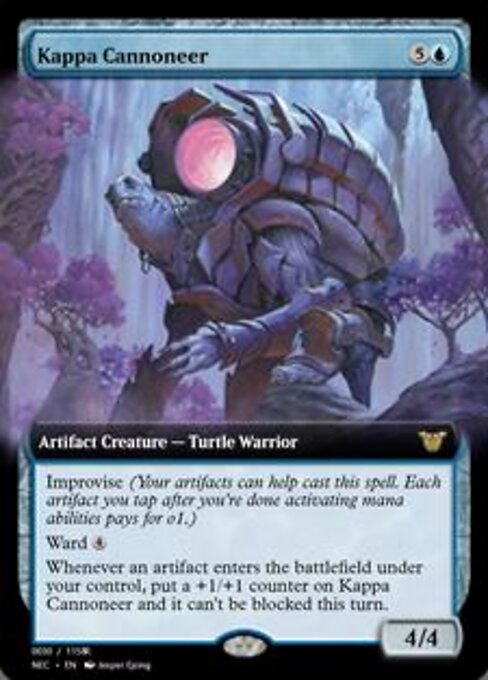 Kappa Cannoneer 5
Artifact Creature — Turtle Warrior
Improvise (Your artifacts can help cast this spell. Each
artifact you tap after you're done activating mana
abilities pays for o1.)
Ward 4
Whenever an artifact enters the battlefield under
your control, put a +1/+1 counter on Kappa
Cannoneer and it can't be blocked this turn.
4/4
NEC • EN Jesper Ejsing